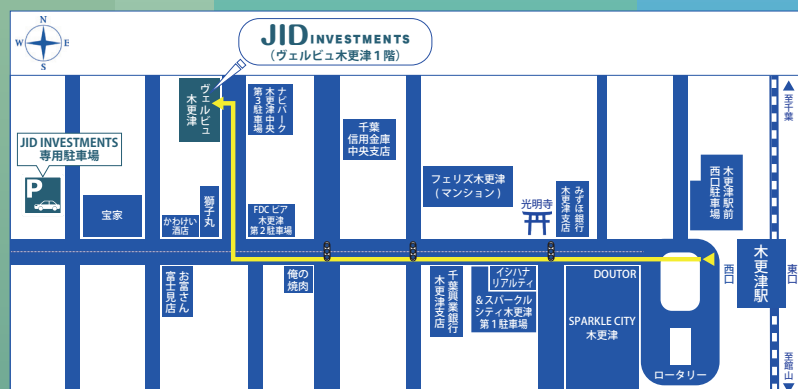 N
W
E
S
JID INVESTMENTS
（ヴェルビュ木更津1階）
JID INVESTMENTS
専用駐車場
P
宝家
かわけい
酒店
獅子丸
ヴェルビュ
木更津
ナビパーク
木更津中央
第3駐車場
FDC ピア
木更津
第2駐車場
千葉
信用金庫
中央支店
フェリズ木更津
(マンション)
光明寺
みずほ銀行
木更津支店
木更津駅前
西口駐車場
至千葉
お富さん
富士見店
俺の
焼肉
千葉興業銀行
木更津支店
イシハナ
リアルティ
&スパークル
シティ木更津
第1駐車場
DOUTOR
SPARKLE CITY
木更津
ロータリー
西口
木更津駅
東口
至館山